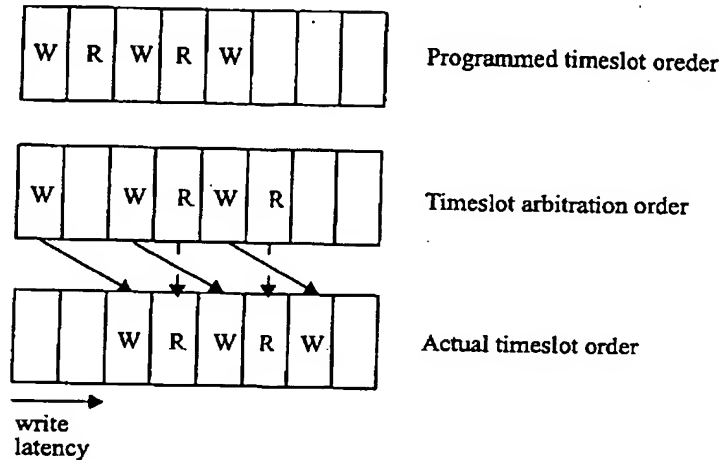 W R W R W Programmed timeslot oreder
W W R W R Timeslot arbitration order
W R W R W Actual timeslot order
write
latency